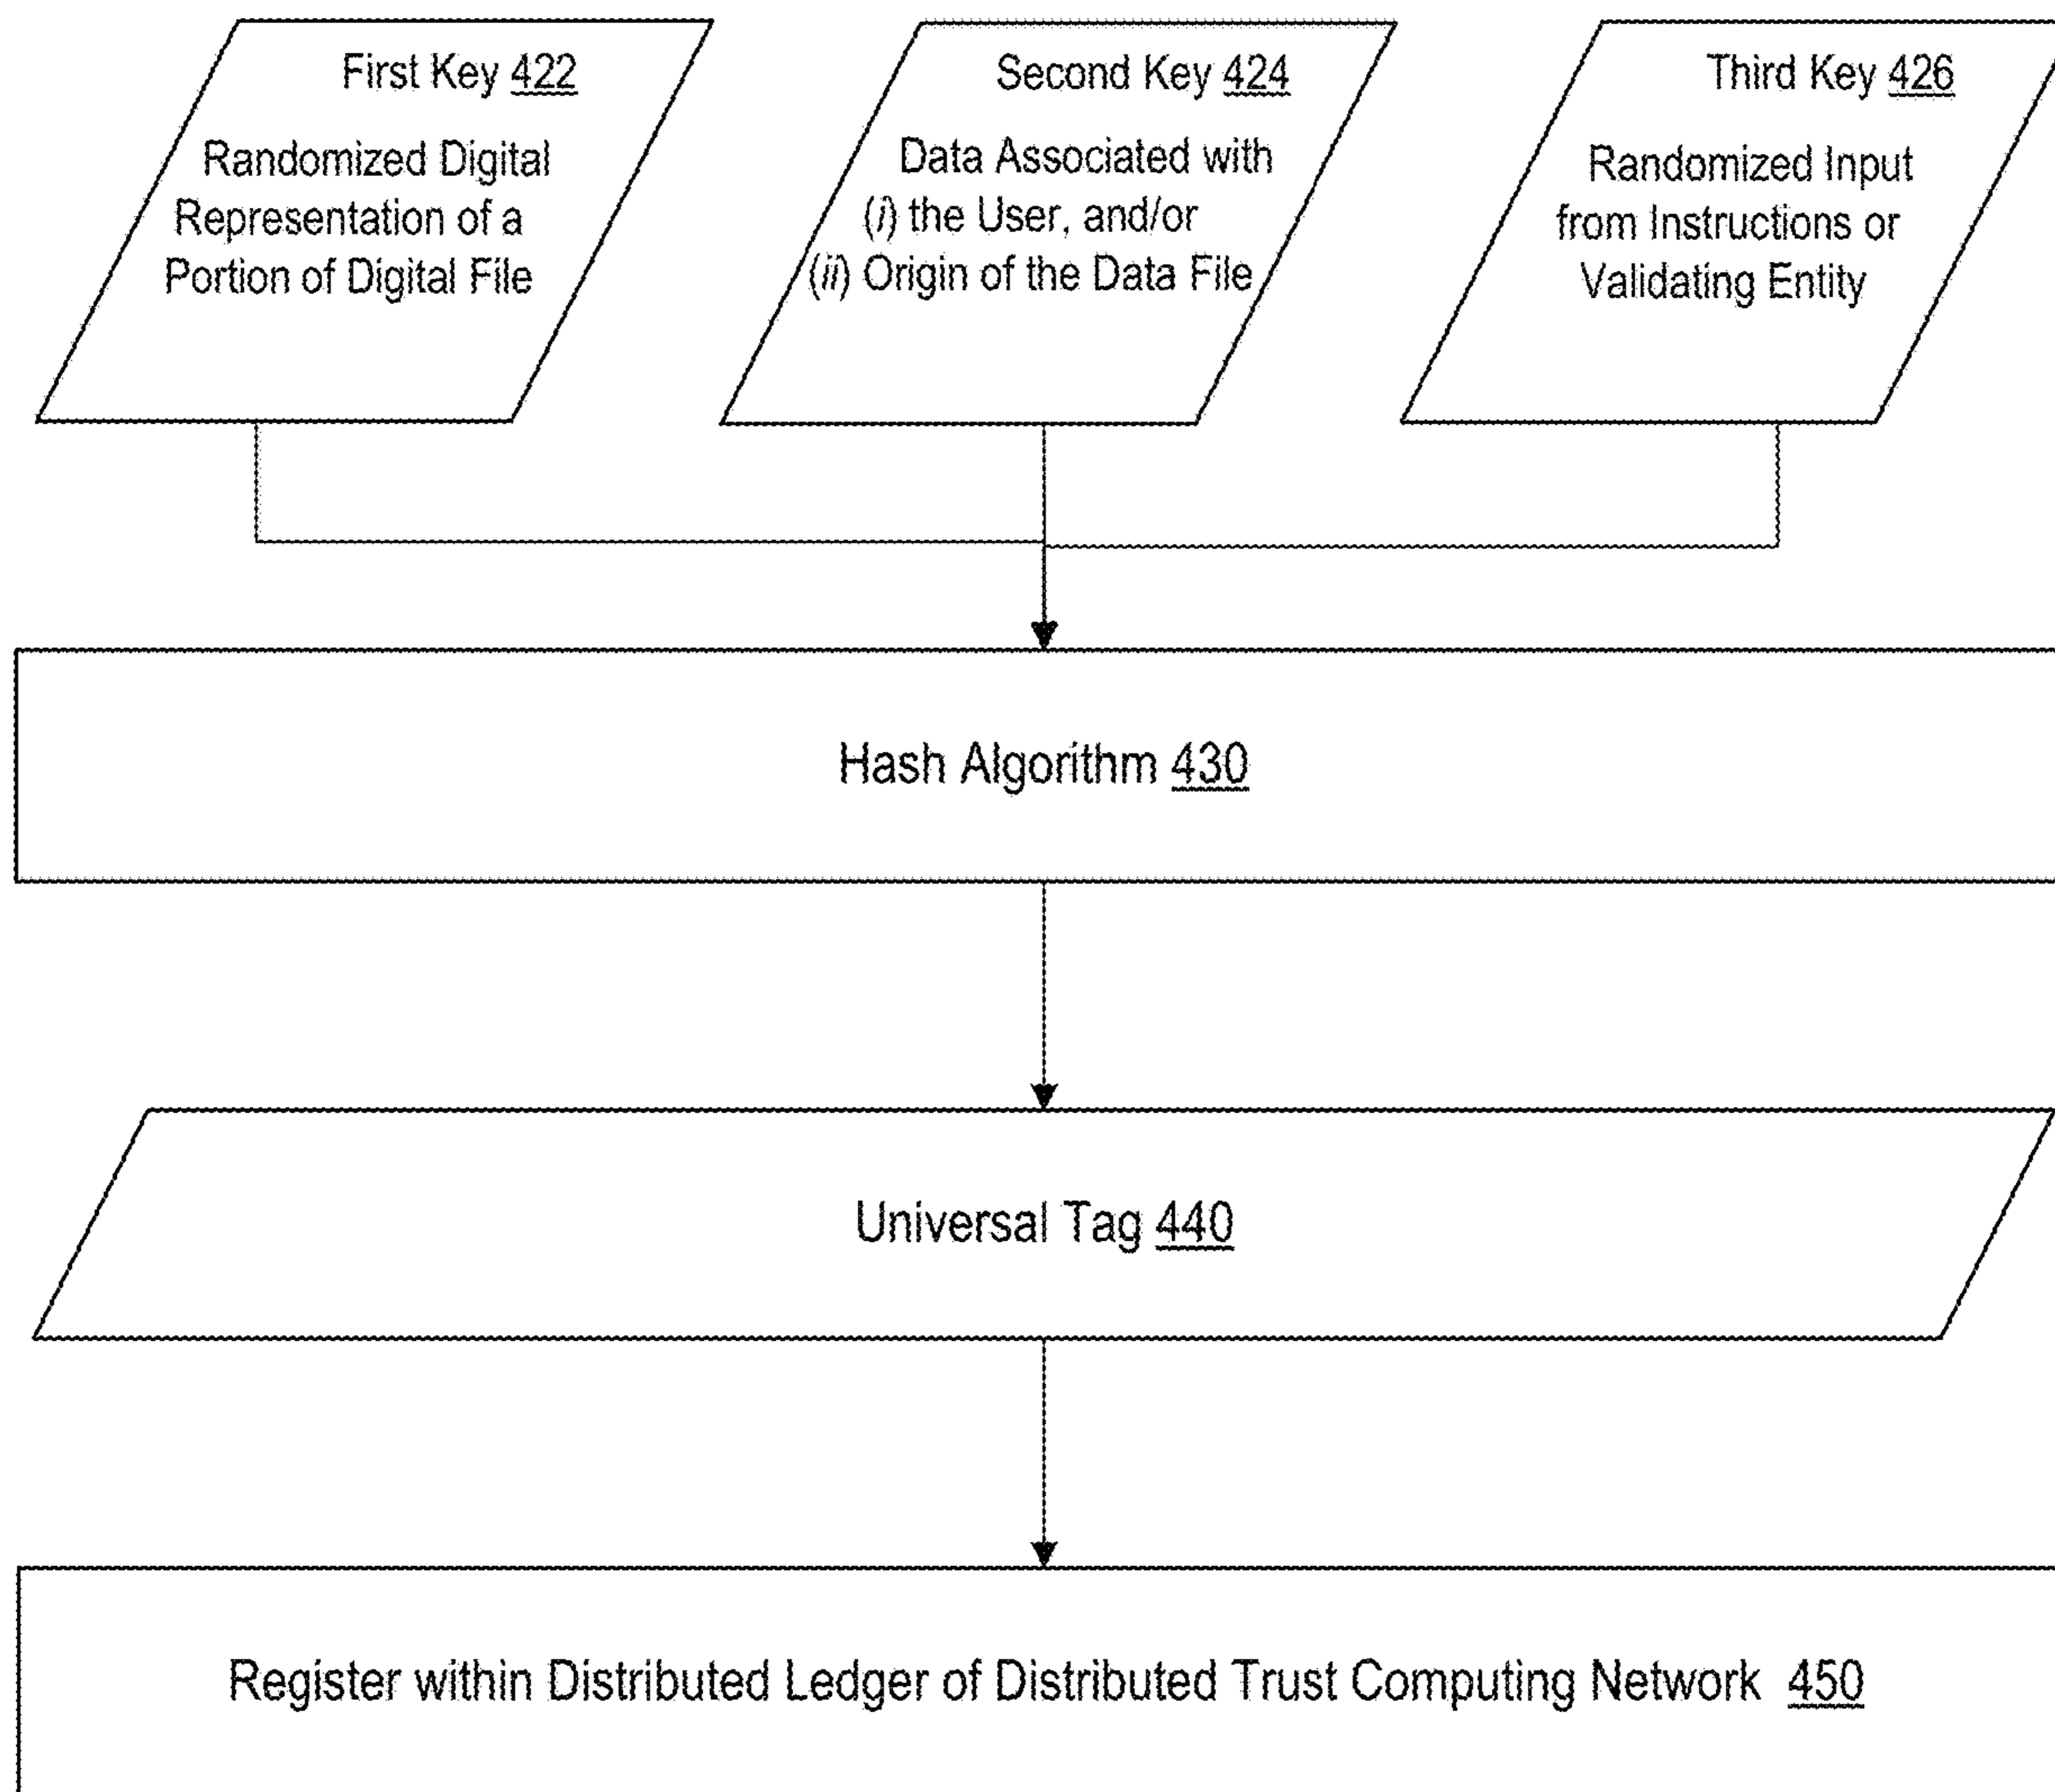 First Key 422
Randomized Digital
Representation of a
Portion of Digital File
Second Key 424
Data Associated with
(i) the User, and/or
(ii) Origin of the Data File
Third Key 426
Randomized Input
from Instructions or
Validating Entity
Hash Algorithm 430
Universal Tag 440
Register within Distributed Ledger of Distributed Trust Computing Network 450